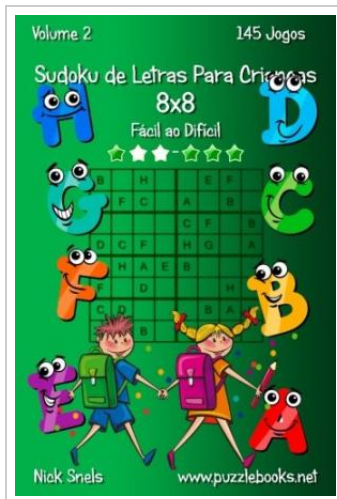 Volume 2 145 Jogos
Sudoku de Letras Para Crianças
8x8
Fácil ao Difícil
H D
G C
F B
E A
B H E F
F C A B
C F B
D C F H G A
H A E B
F D H
C D B A
B
Nick Snels www.puzzlebooks.net